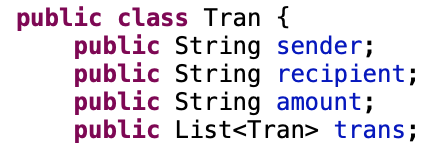 public class Tran {
    public String sender;
    public String recipient;
    public String amount;
    public List<Tran> trans;